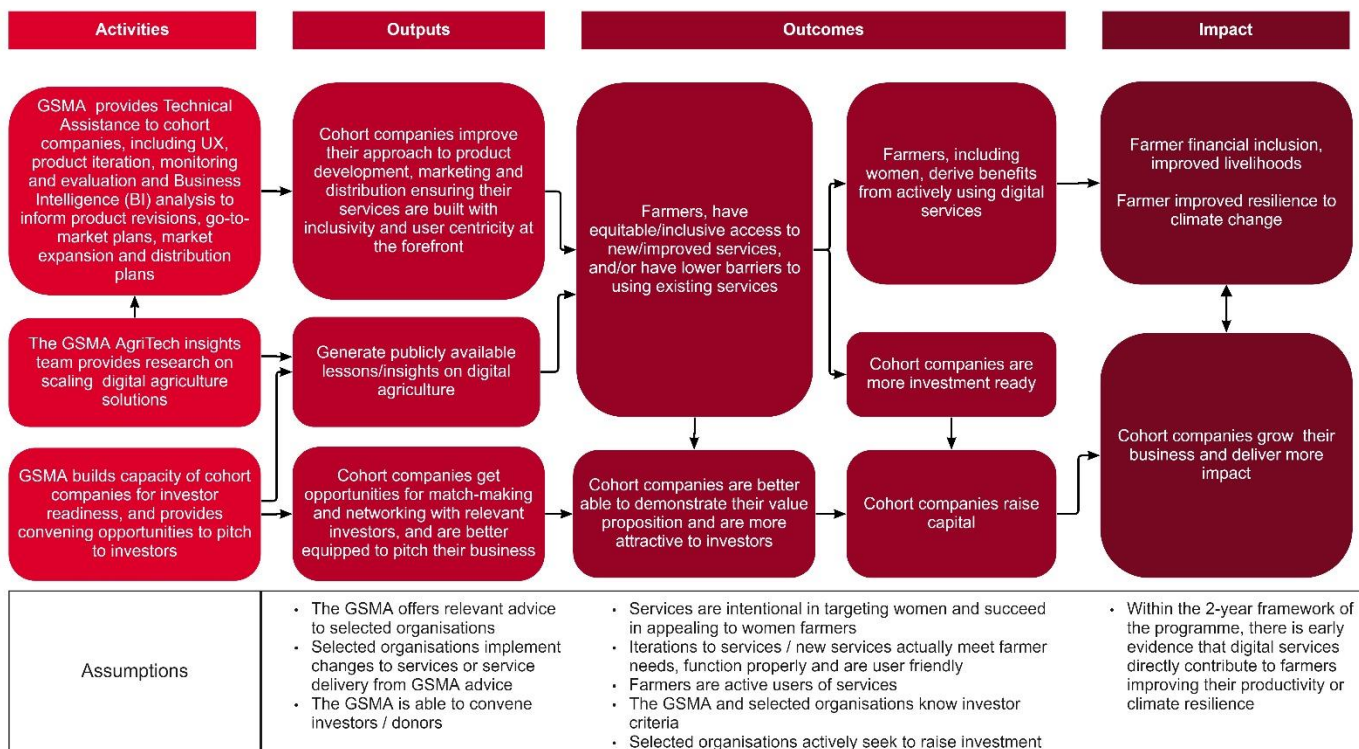 Activities
Outputs
Outcomes
Impact
GSMA provides Technical
Assistance to cohort
companies, including UX,
product iteration, monitoring
and evaluation and Business
Intelligence (BI) analysis to
inform product revisions, go-to-
market plans, market
expansion and distribution
plans
The GSMA AgriTech insights
team provides research on
scaling digital agriculture
solutions
GSMA builds capacity of cohort
companies for investor
readiness, and provides
convening opportunities to pitch
to investors
Cohort companies improve
their approach to product
development, marketing and
distribution ensuring their
services are built with
inclusivity and user centricity at
the forefront
Generate publicly available
lessons/insights on digital
agriculture
Cohort companies get
opportunities for match-making
and networking with relevant
investors, and are better
equipped to pitch their business
Farmers, have
equitable/inclusive access to
new/improved services,
and/or have lower barriers to
using existing services
Cohort companies are better
able to demonstrate their value
proposition and are more
attractive to investors
Farmers, including
women, derive benefits
from actively using digital
services
Cohort companies are
more investment ready
Cohort companies raise
capital
Farmer financial inclusion,
improved livelihoods
Farmer improved resilience to
climate change
Cohort companies grow their
business and deliver more
impact
Assumptions
• The GSMA offers relevant advice
to selected organisations
• Selected organisations implement
changes to services or service
delivery from GSMA advice
• The GSMA is able to convene
investors / donors
• Services are intentional in targeting women and succeed
in appealing to women farmers
• Iterations to services / new services actually meet farmer
needs, function properly and are user friendly
• Farmers are active users of services
• The GSMA and selected organisations know investor
criteria
• Selected organisations actively seek to raise investment
• Within the 2-year framework of
the programme, there is early
evidence that digital services
directly contribute to farmers
improving their productivity or
climate resilience